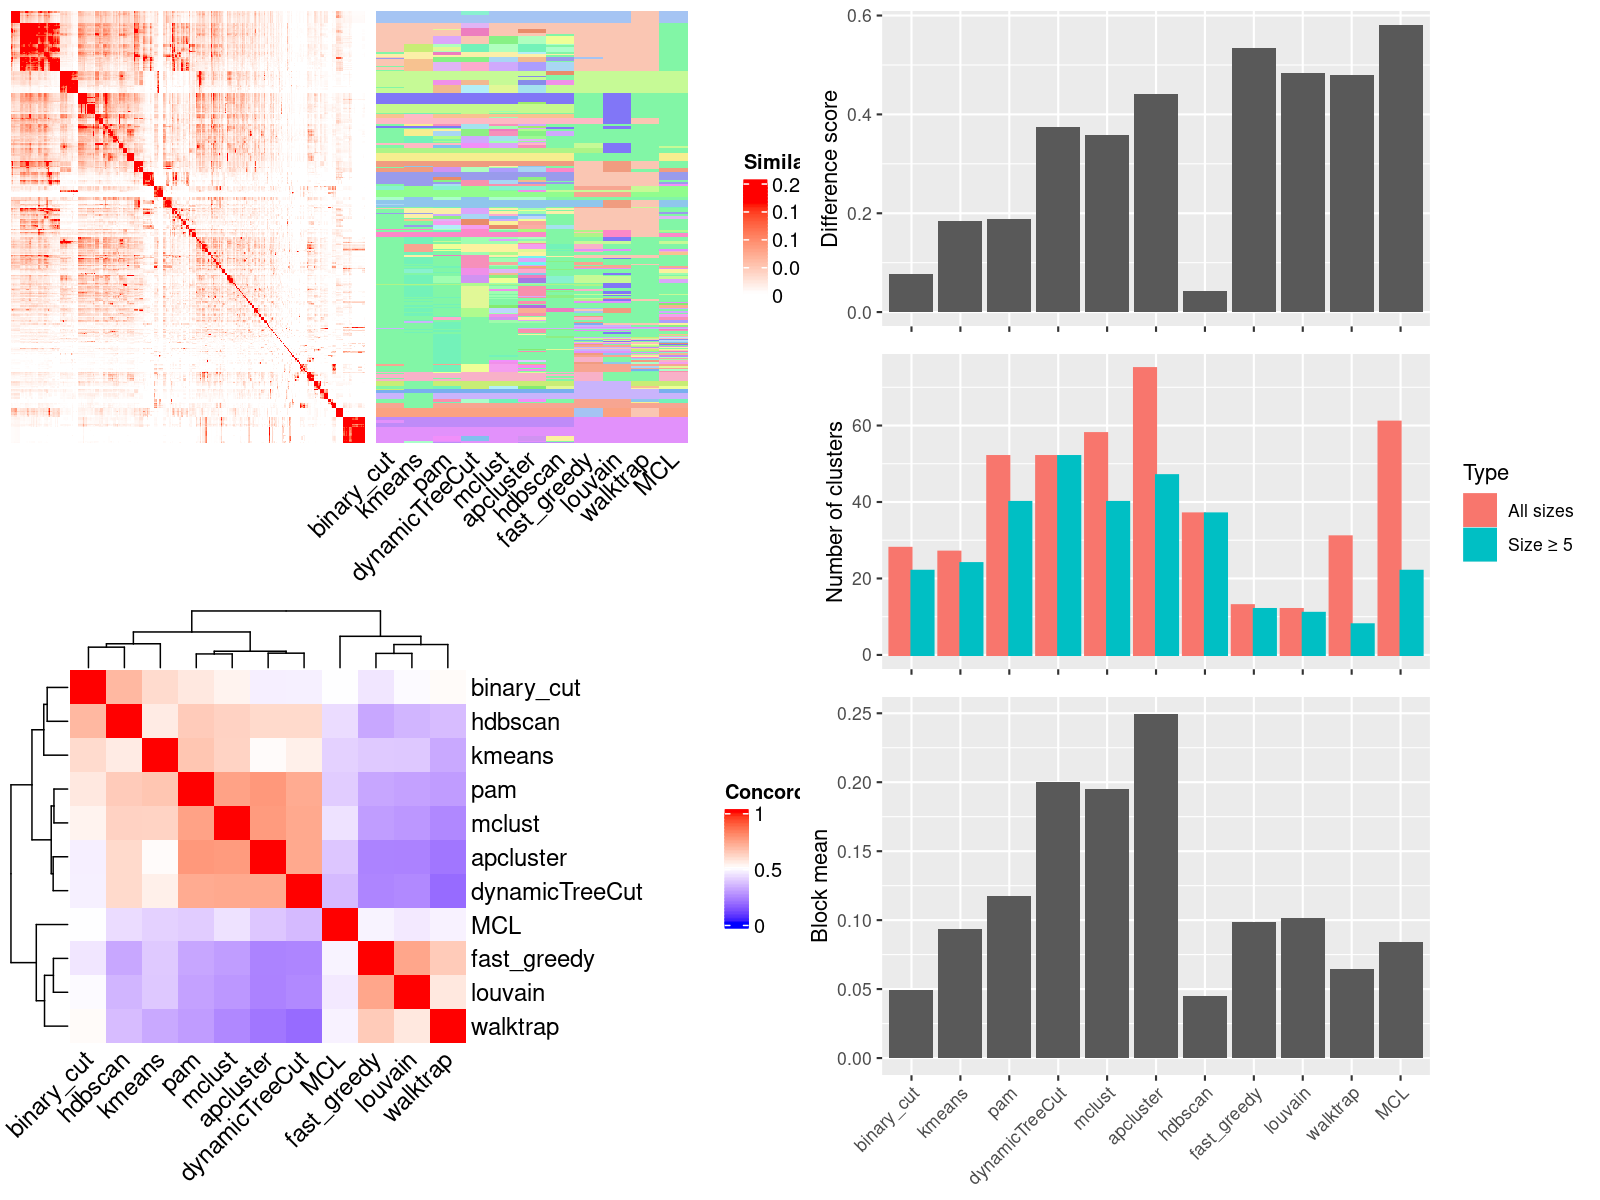 Simila
0.2
0.1
0.1
0.0
0
binary_cut
kmeans
pam
dynamicTreeCut
mclust
apcluster
hdbscan
fast_greedy
louvain
walktrap
MCL
binary_cut
hdbscan
kmeans
pam
mclust
apcluster
dynamicTreeCut
MCL
fast_greedy
louvain
walktrap
binary_cut
hdbscan
kmeans
pam
mclust
apcluster
dynamicTreeCut
MCL
fast_greedy
louvain
walktrap
Concord
1
0.5
0
Difference score
0.6
0.4
0.2
0.0
Number of clusters
60
40
20
0
Type
All sizes
Size ≥ 5
Block mean
0.25
0.20
0.15
0.10
0.05
0.00
binary_cut
kmeans
pam
dynamicTreeCut
mclust
apcluster
hdbscan
fast_greedy
louvain
walktrap
MCL